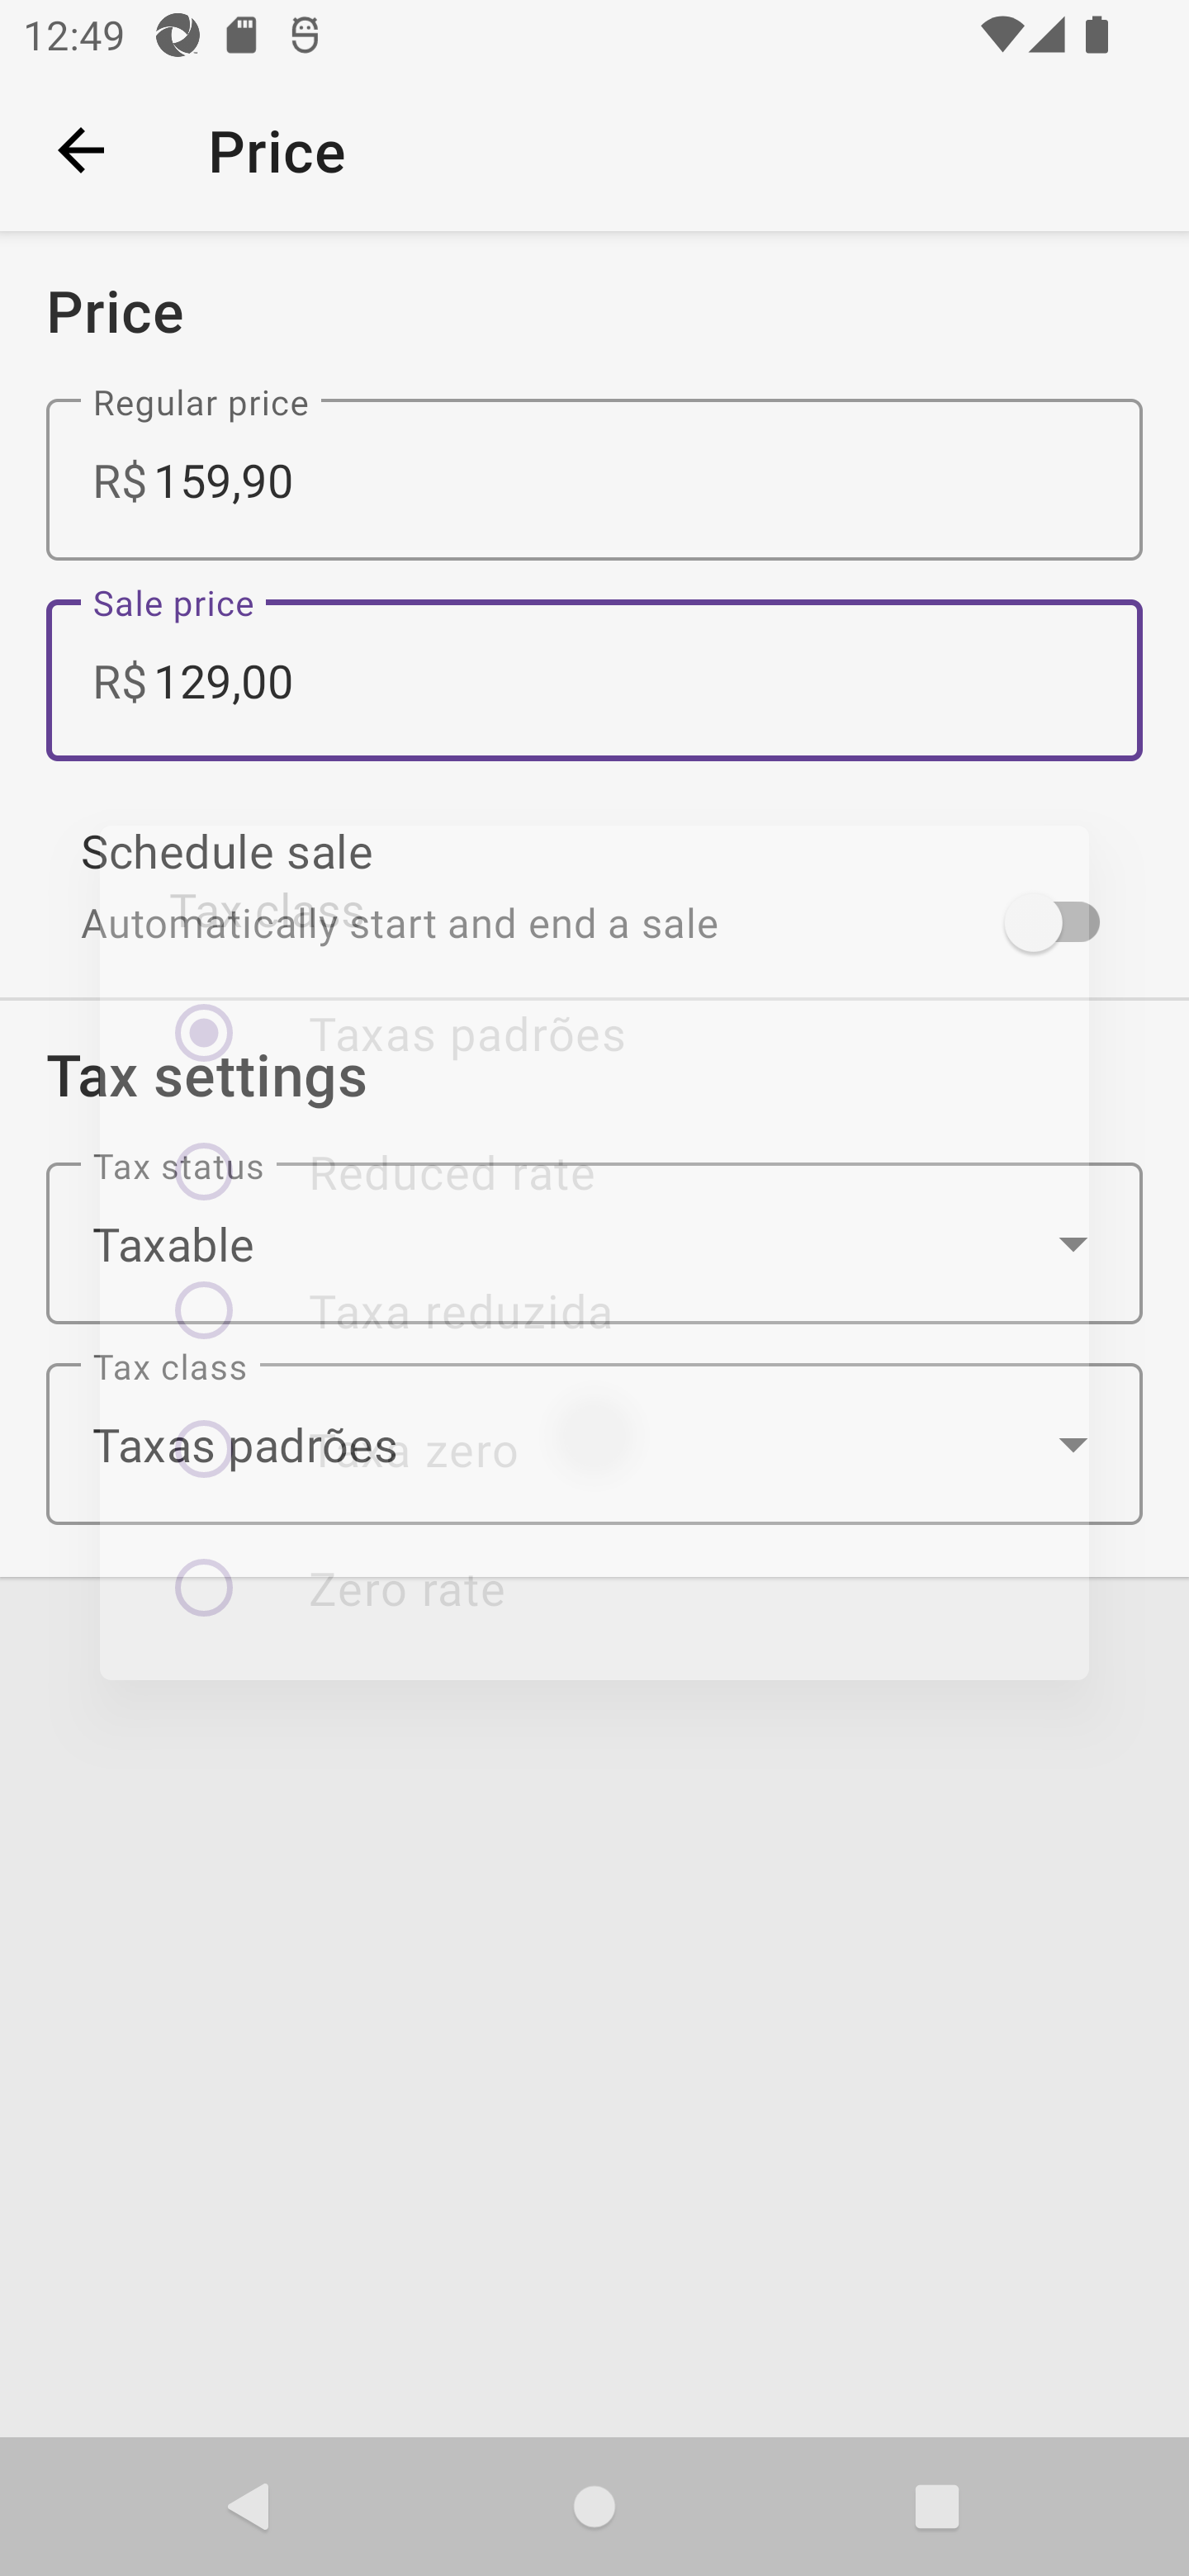 12:49
Price
Price
Regular price
R$ 159,90
Sale price
R$ 129,00
Schedule sale
Automatically start and end a sale
Tax settings
Tax status
Taxable
Tax class
Taxas padrões
Tax class
Taxas padrões
Reduced rate
Taxa reduzida
Taxa zero
Zero rate